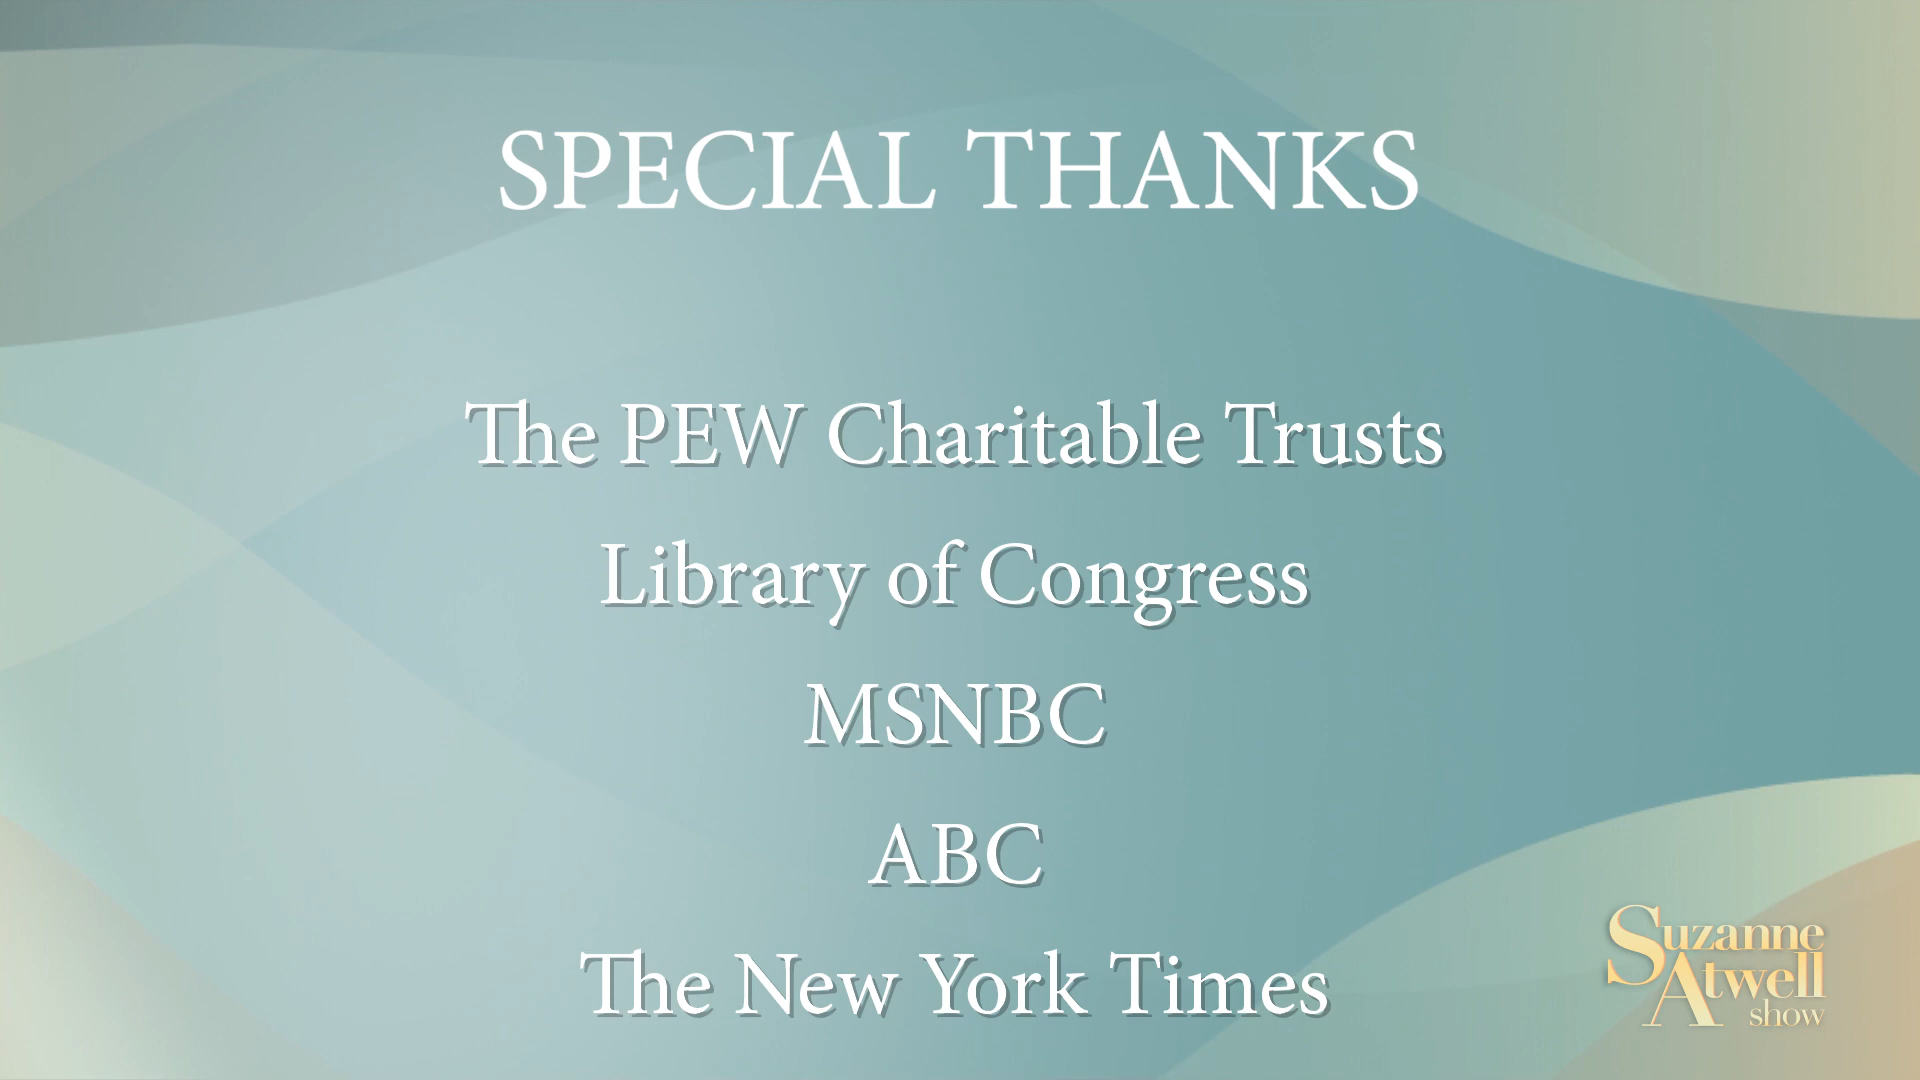 SPECIAL THANKS
The PEW Charitable Trusts
Library of Congress
MSNBC
ABC
The New York Times
Suzanne
Atwell
show